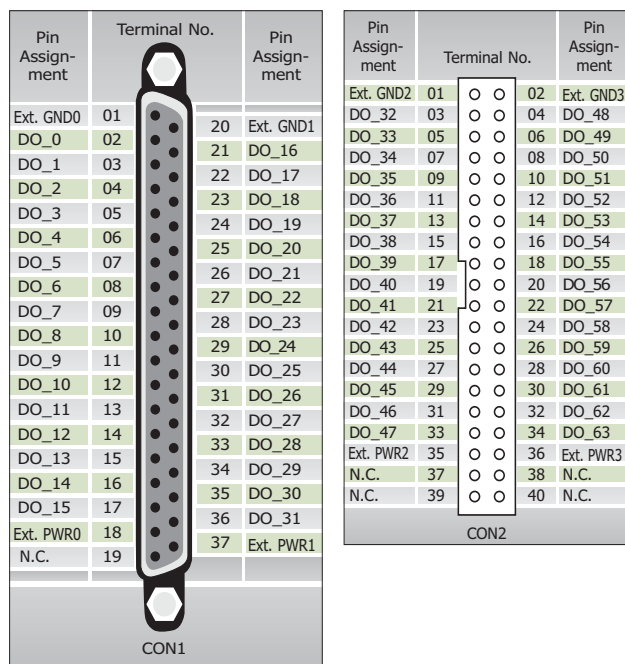 Pin Assign- ment Terminal No. Pin Assign- ment
Ext. GND0 01
DO_0 02
DO_1 03
DO_2 04
DO_3 05
DO_4 06
DO_5 07
DO_6 08
DO_7 09
DO_8 10
DO_9 11
DO_10 12
DO_11 13
DO_12 14
DO_13 15
DO_14 16
DO_15 17
Ext. PWR0 18
N.C. 19
20 Ext. GND1
21 DO_16
22 DO_17
23 DO_18
24 DO_19
25 DO_20
26 DO_21
27 DO_22
28 DO_23
29 DO_24
30 DO_25
31 DO_26
32 DO_27
33 DO_28
34 DO_29
35 DO_30
36 DO_31
37 Ext. PWR1
CON1
Pin Assign- ment Terminal No. Pin Assign- ment
Ext. GND2 01 02 Ext. GND3
DO_32 03 04 DO_48
DO_33 05 06 DO_49
DO_34 07 08 DO_50
DO_35 09 10 DO_51
DO_36 11 12 DO_52
DO_37 13 14 DO_53
DO_38 15 16 DO_54
DO_39 17 18 DO_55
DO_40 19 20 DO_56
DO_41 21 22 DO_57
DO_42 23 24 DO_58
DO_43 25 26 DO_59
DO_44 27 28 DO_60
DO_45 29 30 DO_61
DO_46 31 32 DO_62
DO_47 33 34 DO_63
Ext. PWR2 35 36 Ext. PWR3
N.C. 37 38 N.C.
N.C. 39 40 N.C.
CON2